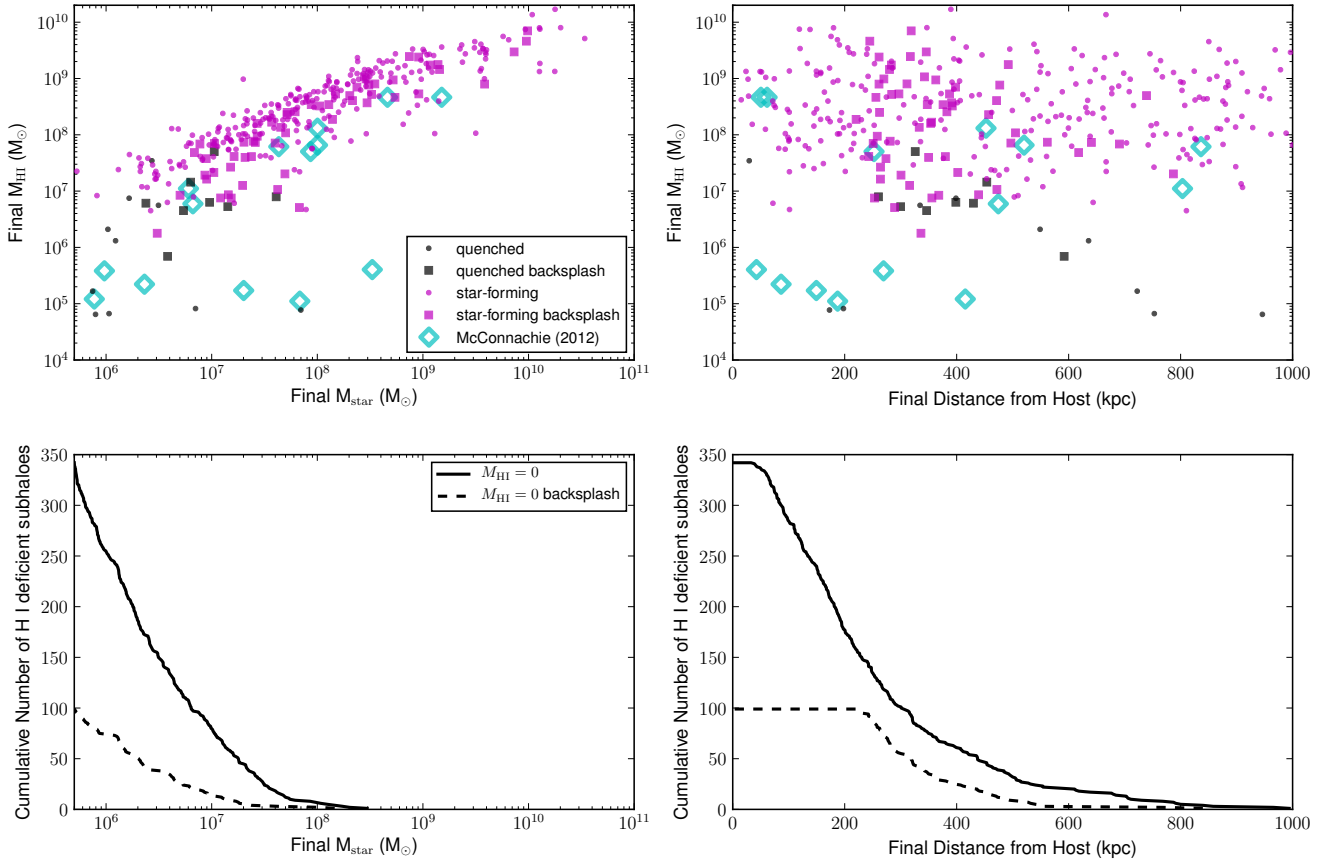 Final M_HI (M_⊙)
10^10
10^9
10^8
10^7
10^6
10^5
10^4
quenched
quenched backsplash
star-forming
star-forming backsplash
McConnachie (2012)
10^6 10^7 10^8 10^9 10^10 10^11
Final M_star (M_⊙)
Final M_HI (M_⊙)
10^10
10^9
10^8
10^7
10^6
10^5
10^4
0 200 400 600 800 1000
Final Distance from Host (kpc)
Cumulative Number of H I deficient subhaloes
350
300
250
200
150
100
50
0
M_HI = 0
M_HI = 0 backsplash
10^6 10^7 10^8 10^9 10^10 10^11
Final M_star (M_⊙)
Cumulative Number of H I deficient subhaloes
350
300
250
200
150
100
50
0
0 200 400 600 800 1000
Final Distance from Host (kpc)